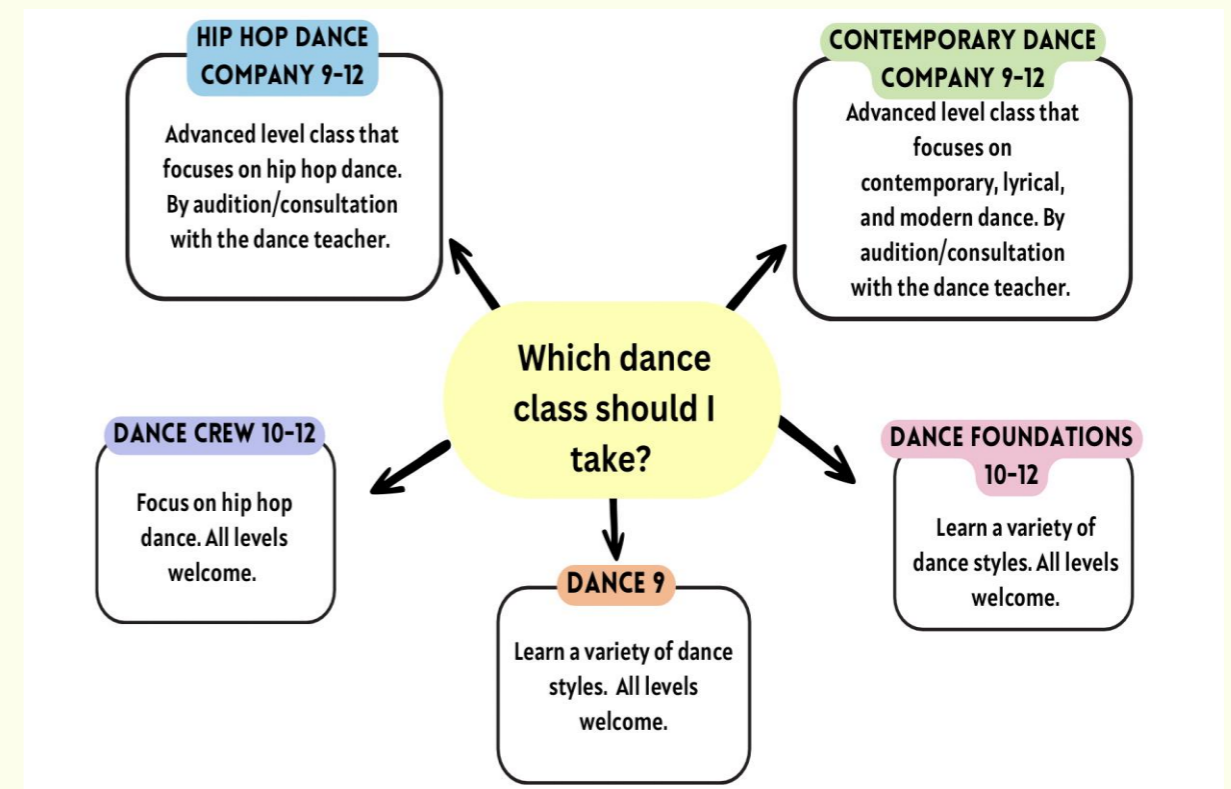 HIP HOP DANCE
COMPANY 9-12
Advanced level class that
focuses on hip hop dance.
By audition/consultation
with the dance teacher.
CONTEMPORARY DANCE
COMPANY 9-12
Advanced level class that
focuses on
contemporary, lyrical,
and modern dance. By
audition/consultation
with the dance teacher.
Which dance
class should I
take?
DANCE CREW 10-12
Focus on hip hop
dance. All levels
welcome.
DANCE 9
Learn a variety of dance
styles. All levels
welcome.
DANCE FOUNDATIONS
10-12
Learn a variety of
dance styles. All levels
welcome.